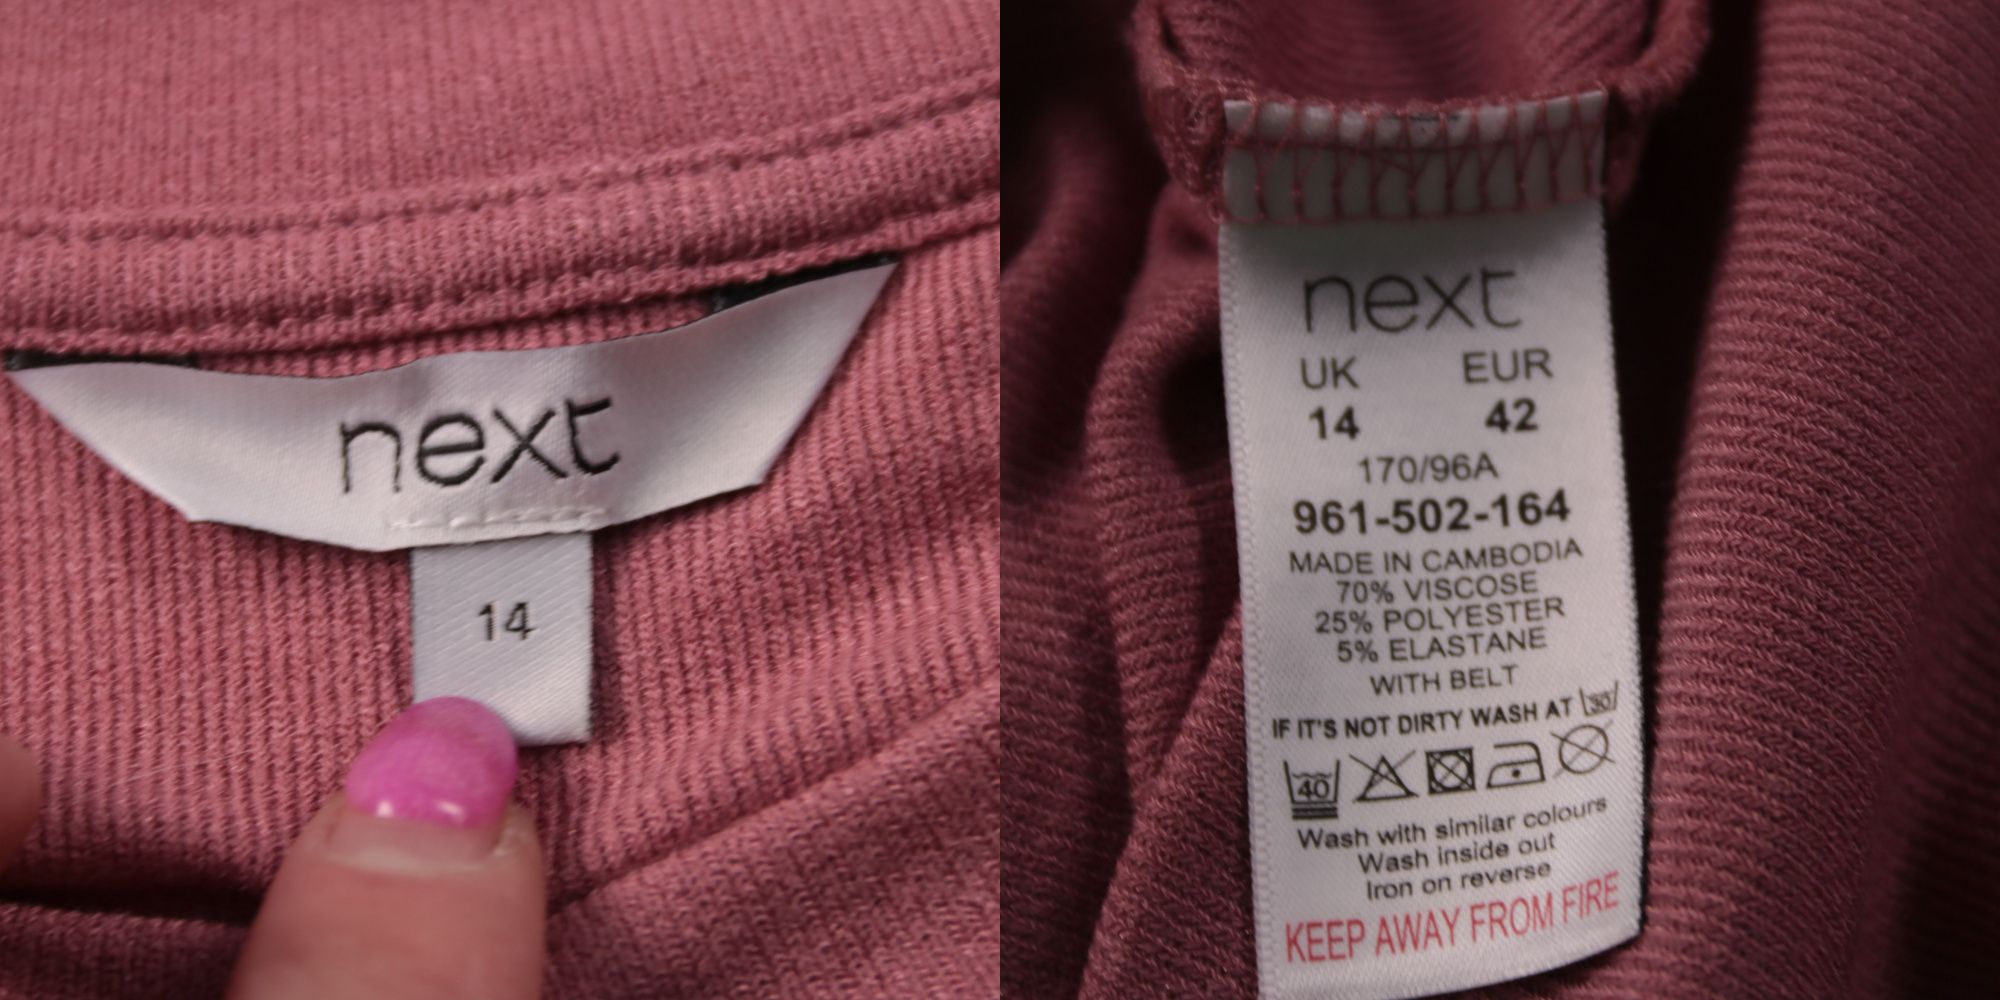 next
14
next
UK EUR
14 42
170/96A
961-502-164
MADE IN CAMBODIA
70% VISCOSE
25% POLYESTER
5% ELASTANE
WITH BELT
IF IT'S NOT DIRTY WASH AT 30
40
Wash with similar colours
Wash inside out
Iron on reverse
KEEP AWAY FROM FIRE